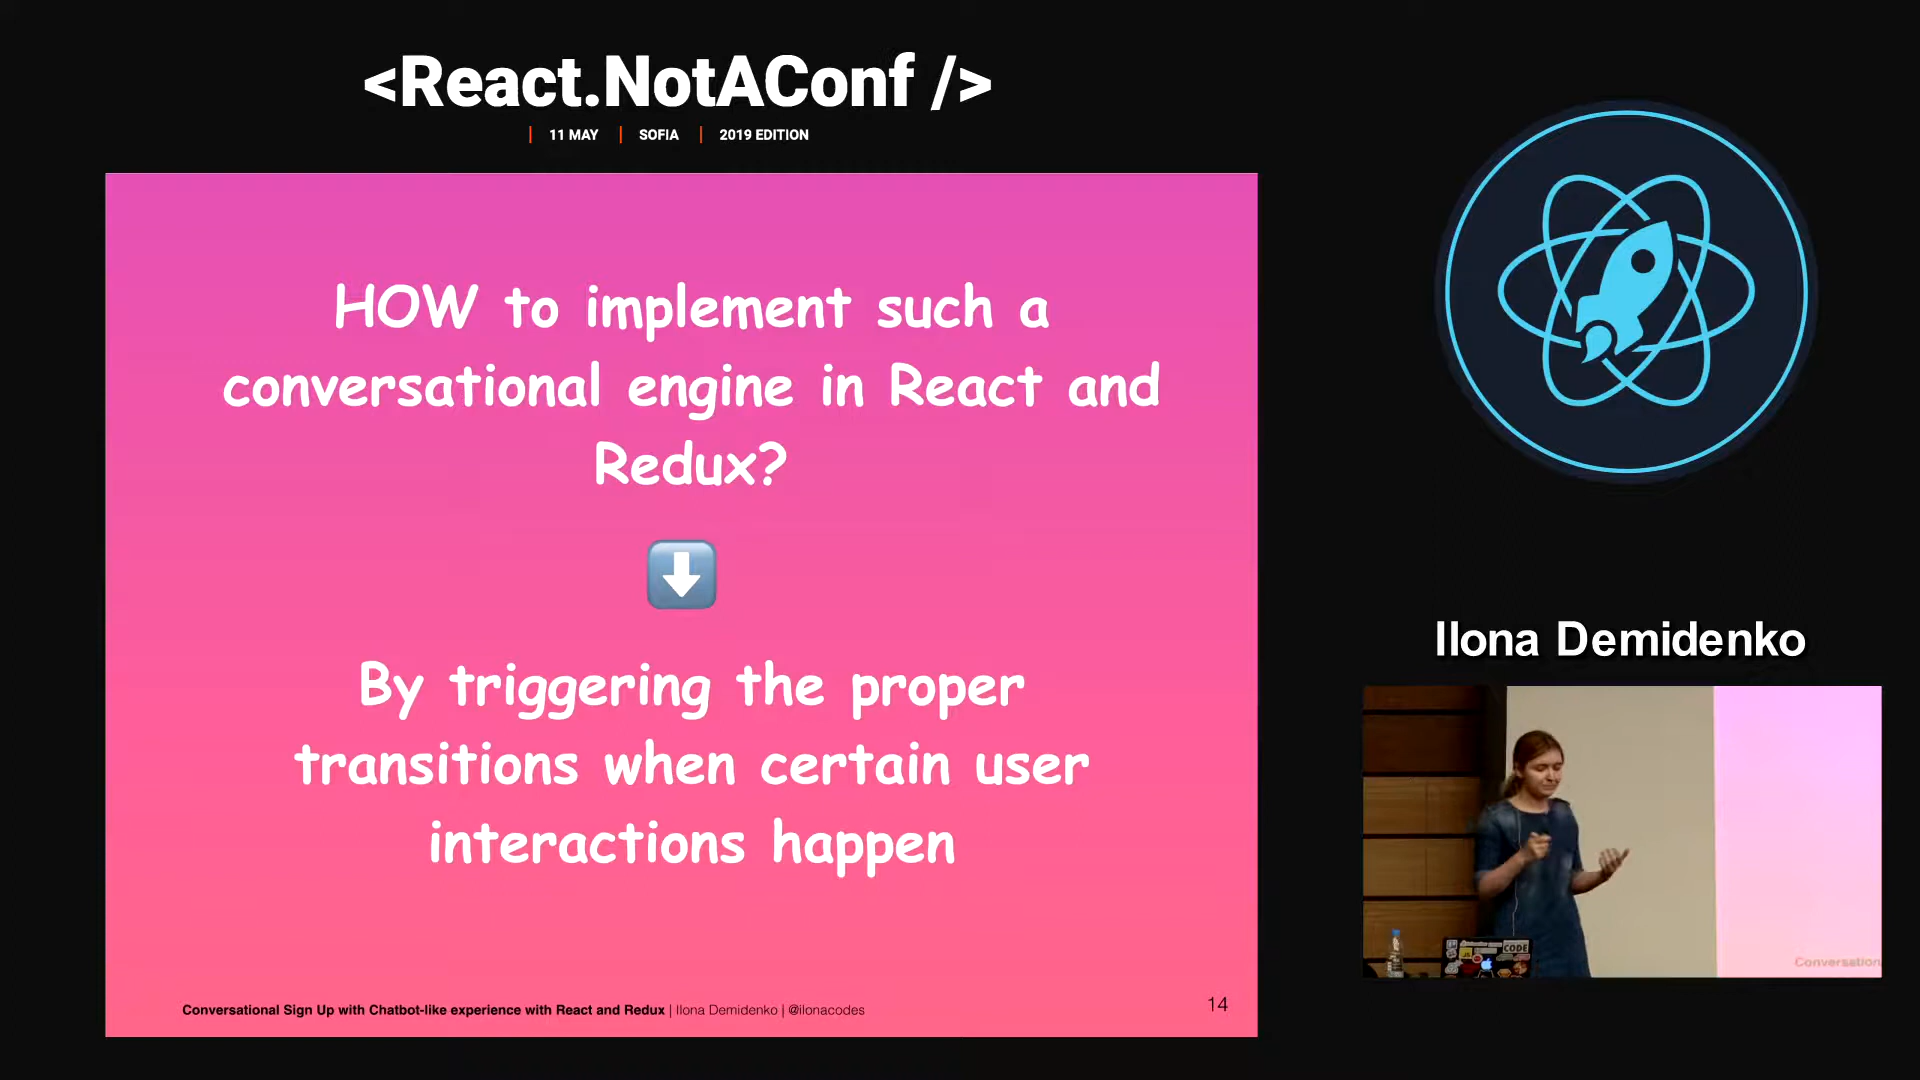 <React.NotAConf />
| 11 MAY | SOFIA | 2019 EDITION
HOW to implement such a
conversational engine in React and
Redux?
By triggering the proper
transitions when certain user
interactions happen
Conversational Sign Up with Chatbot-like experience with React and Redux | Ilona Demidenko | @ilonacodes
14
Ilona Demidenko
CODE
JS
Conversation